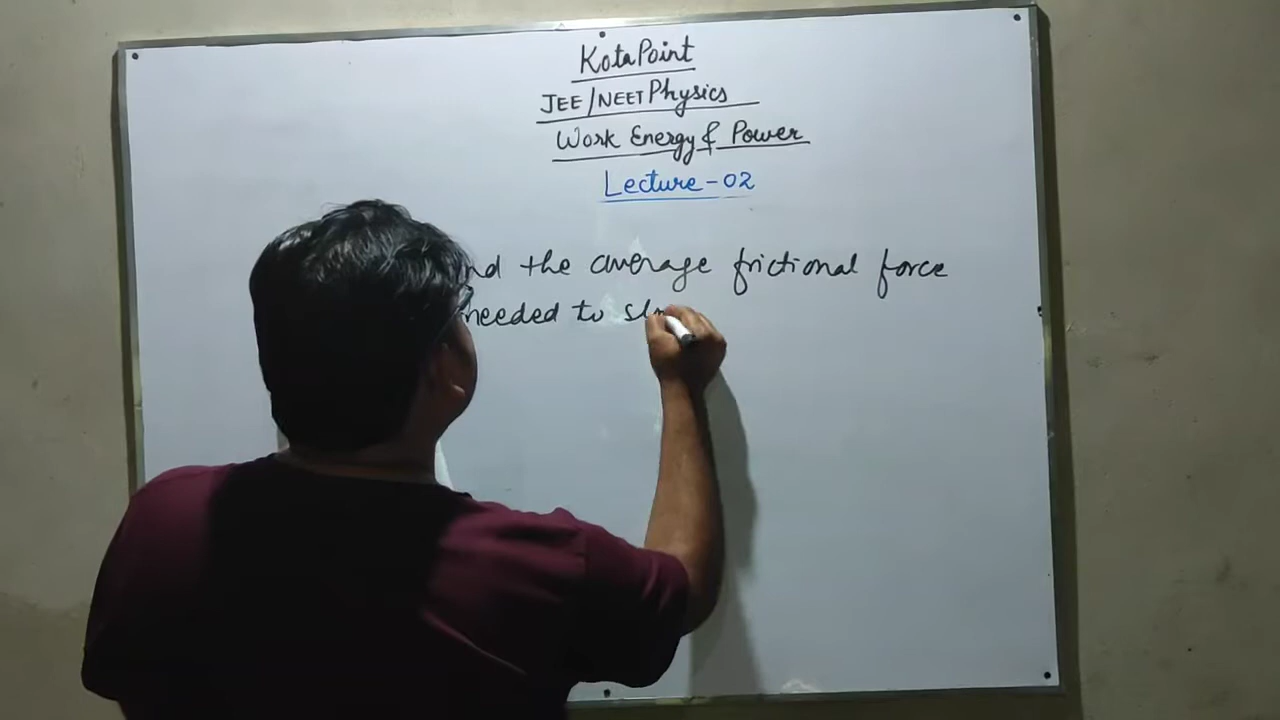 KotaPoint
JEE/NEET Physics
Work Energy & Power
Lecture-02
the average frictional force
needed to